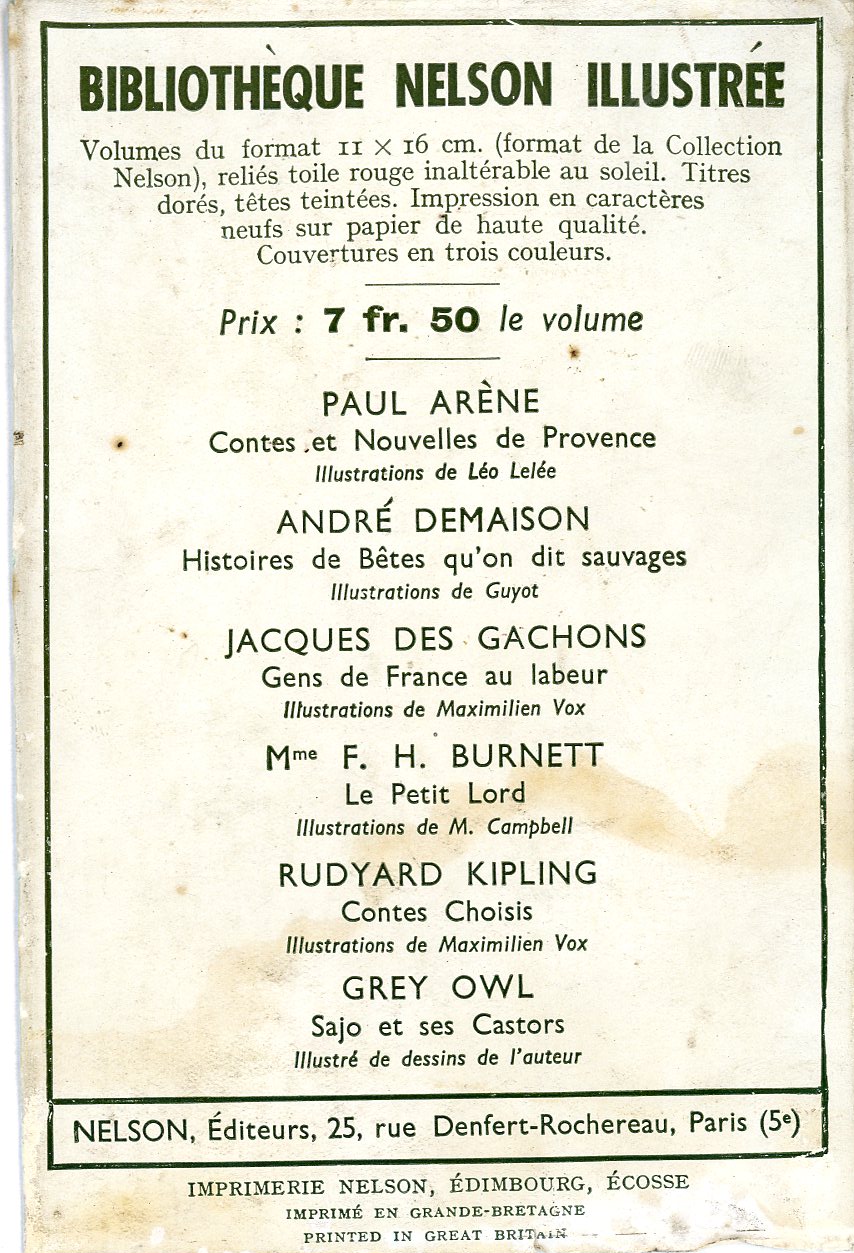 BIBLIOTHÈQUE NELSON ILLUSTRÉE
Volumes du format 11 × 16 cm. (format de la Collection
Nelson), reliés toile rouge inaltérable au soleil. Titres
dorés, têtes teintées. Impression en caractères
neufs sur papier de haute qualité.
Couvertures en trois couleurs.
Prix : 7 fr. 50 le volume
PAUL ARÈNE
Contes et Nouvelles de Provence
Illustrations de Léo Lelée
ANDRÉ DEMAISON
Histoires de Bêtes qu'on dit sauvages
Illustrations de Guyot
JACQUES DES GACHONS
Gens de France au labeur
Illustrations de Maximilien Vox
Mme F. H. BURNETT
Le Petit Lord
Illustrations de M. Campbell
RUDYARD KIPLING
Contes Choisis
Illustrations de Maximilien Vox
GREY OWL
Sajo et ses Castors
Illustré de dessins de l'auteur
NELSON, Éditeurs, 25, rue Denfert-Rochereau, Paris (5e)
IMPRIMERIE NELSON, ÉDIMBOURG, ÉCOSSE
IMPRIMÉ EN GRANDE-BRETAGNE
PRINTED IN GREAT BRITAIN